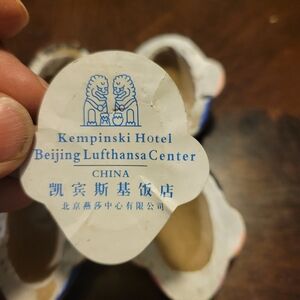 Kempinski Hotel
Beijing Lufthansa Center
CHINA
凯宾斯基饭店
北京燕莎中心有限公司